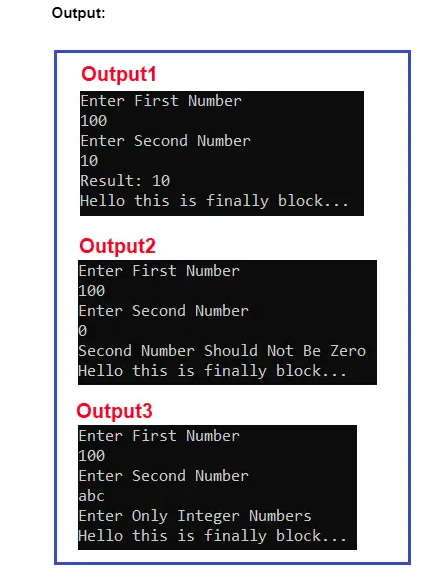 Output:
Output1
Enter First Number
100
Enter Second Number
10
Result: 10
Hello this is finally block...
Output2
Enter First Number
100
Enter Second Number
0
Second Number Should Not Be Zero
Hello this is finally block...
Output3
Enter First Number
100
Enter Second Number
abc
Enter Only Integer Numbers
Hello this is finally block...